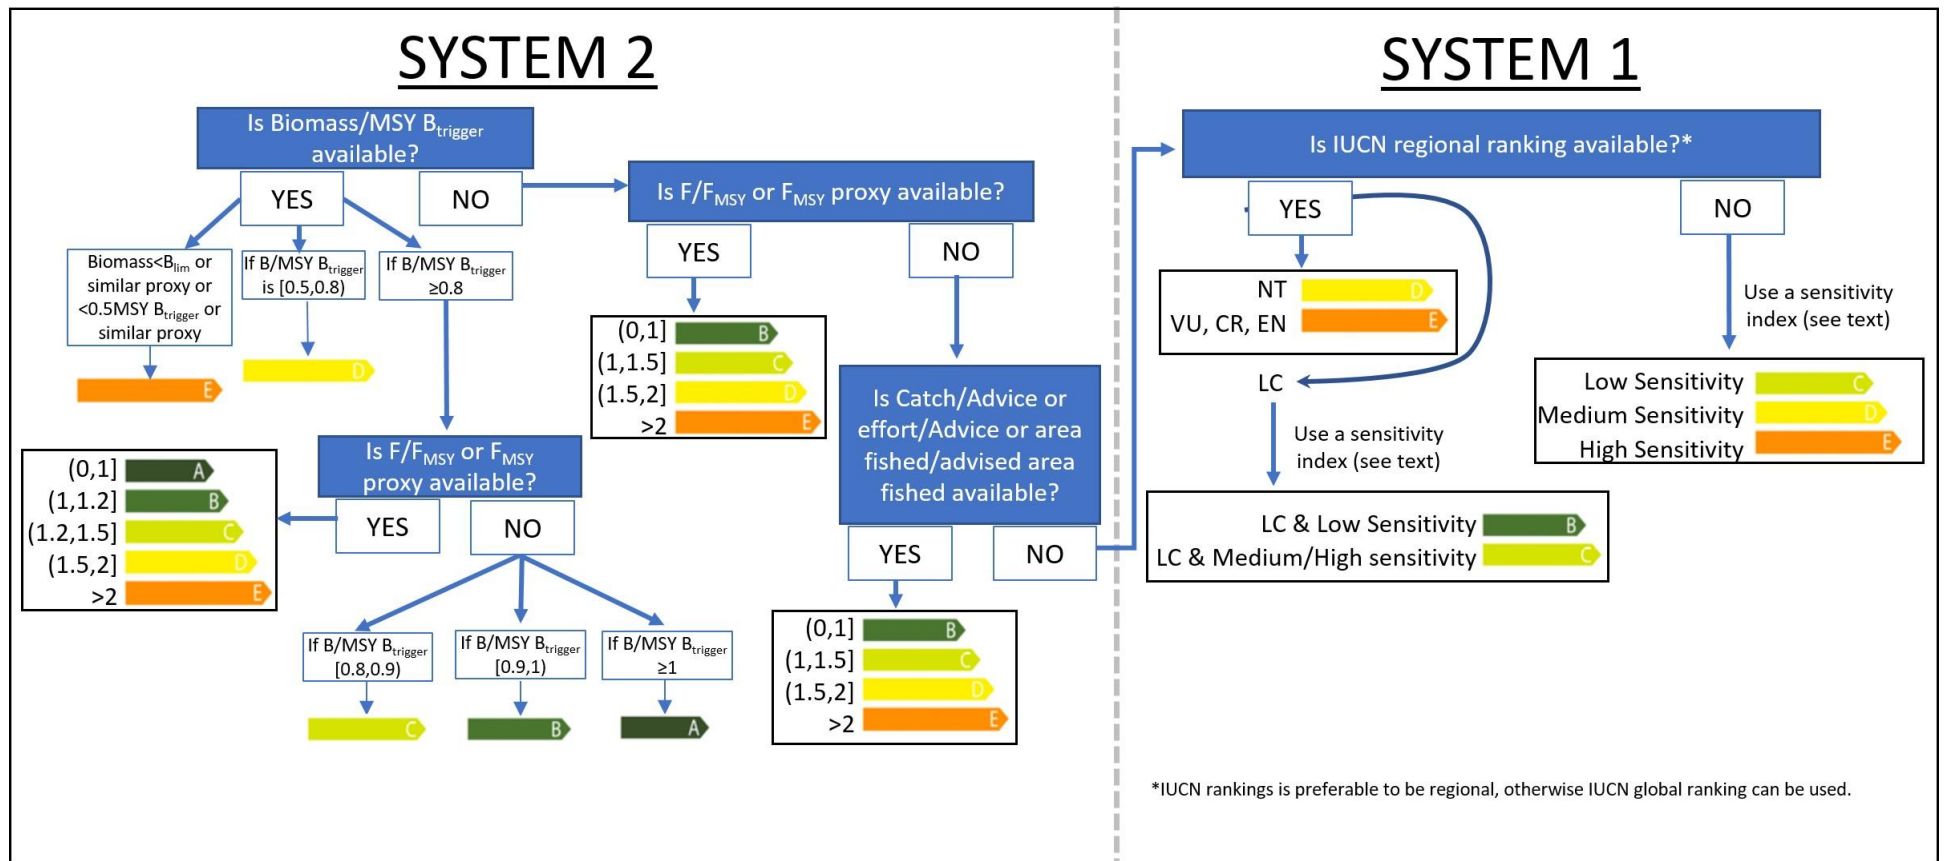 SYSTEM 2
Is Biomass/MSY Btrigger
available?
YES
NO
Biomass<Blim or
similar proxy or
<0.5MSY Btrigger or
similar proxy
E
If B/MSY Btrigger
is [0.5,0.8)
D
If B/MSY Btrigger
≥0.8
Is F/FMSY or FMSY
proxy available?
YES
NO
(0,1] A
(1,1.2] B
(1.2,1.5] C
(1.5,2] D
>2 E
If B/MSY Btrigger
[0.8,0.9)
C
If B/MSY Btrigger
[0.9,1)
B
If B/MSY Btrigger
≥1
A
Is F/FMSY or FMSY proxy available?
YES
NO
(0,1] B
(1,1.5] C
(1.5,2] D
>2 E
Is Catch/Advice or
effort/Advice or area
fished/advised area
fished available?
YES
NO
(0,1] B
(1,1.5] C
(1.5,2] D
>2 E
SYSTEM 1
Is IUCN regional ranking available?*
YES
NO
NT D
VU, CR, EN E
LC
Use a sensitivity
index (see text)
LC & Low Sensitivity B
LC & Medium/High sensitivity C
Use a sensitivity
index (see text)
Low Sensitivity C
Medium Sensitivity D
High Sensitivity E
*IUCN rankings is preferable to be regional, otherwise IUCN global ranking can be used.